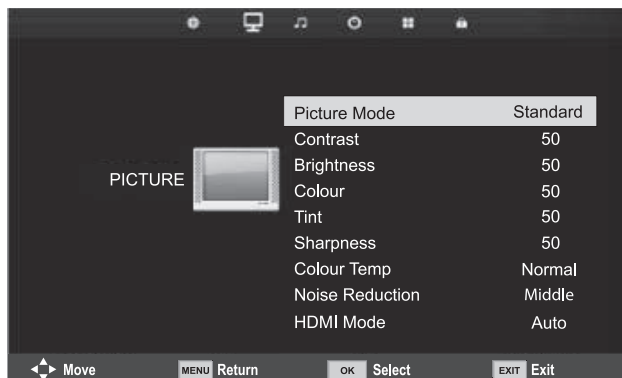 Picture Mode Standard
Contrast 50
Brightness 50
PICTURE
Colour 50
Tint 50
Sharpness 50
Colour Temp Normal
Noise Reduction Middle
HDMI Mode Auto
Move MENU Return OK Select EXIT Exit